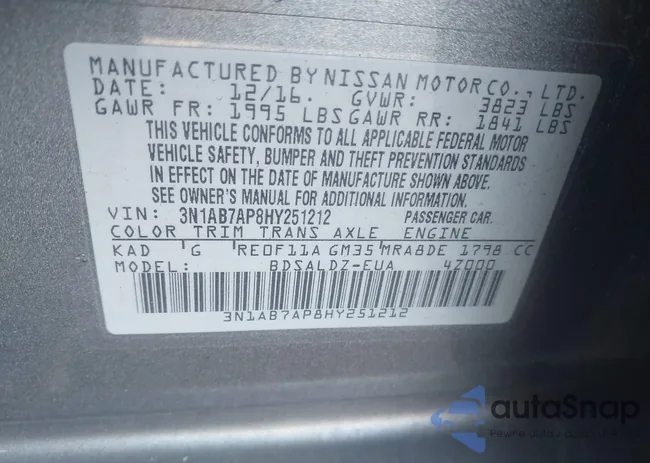 MANUFACTURED BY NISSAN MOTOR CO., LTD.
DATE: 12/16. GVWR: 3823 LBS
GAWR FR: 1995 LBS GAWR RR: 1841 LBS
THIS VEHICLE CONFORMS TO ALL APPLICABLE FEDERAL MOTOR
VEHICLE SAFETY, BUMPER AND THEFT PREVENTION STANDARDS
IN EFFECT ON THE DATE OF MANUFACTURE SHOWN ABOVE.
SEE OWNER'S MANUAL FOR ADDITIONAL INFORMATION.
VIN: 3N1AB7AP8HY251212 PASSENGER CAR.
COLOR TRIM TRANS AXLE ENGINE
KAD G RE0F11A GM35 MRA8DE 1798 CC
MODEL: BDSALDZ-EUA 4Z000
3N1AB7AP8HY251212
autoSnap